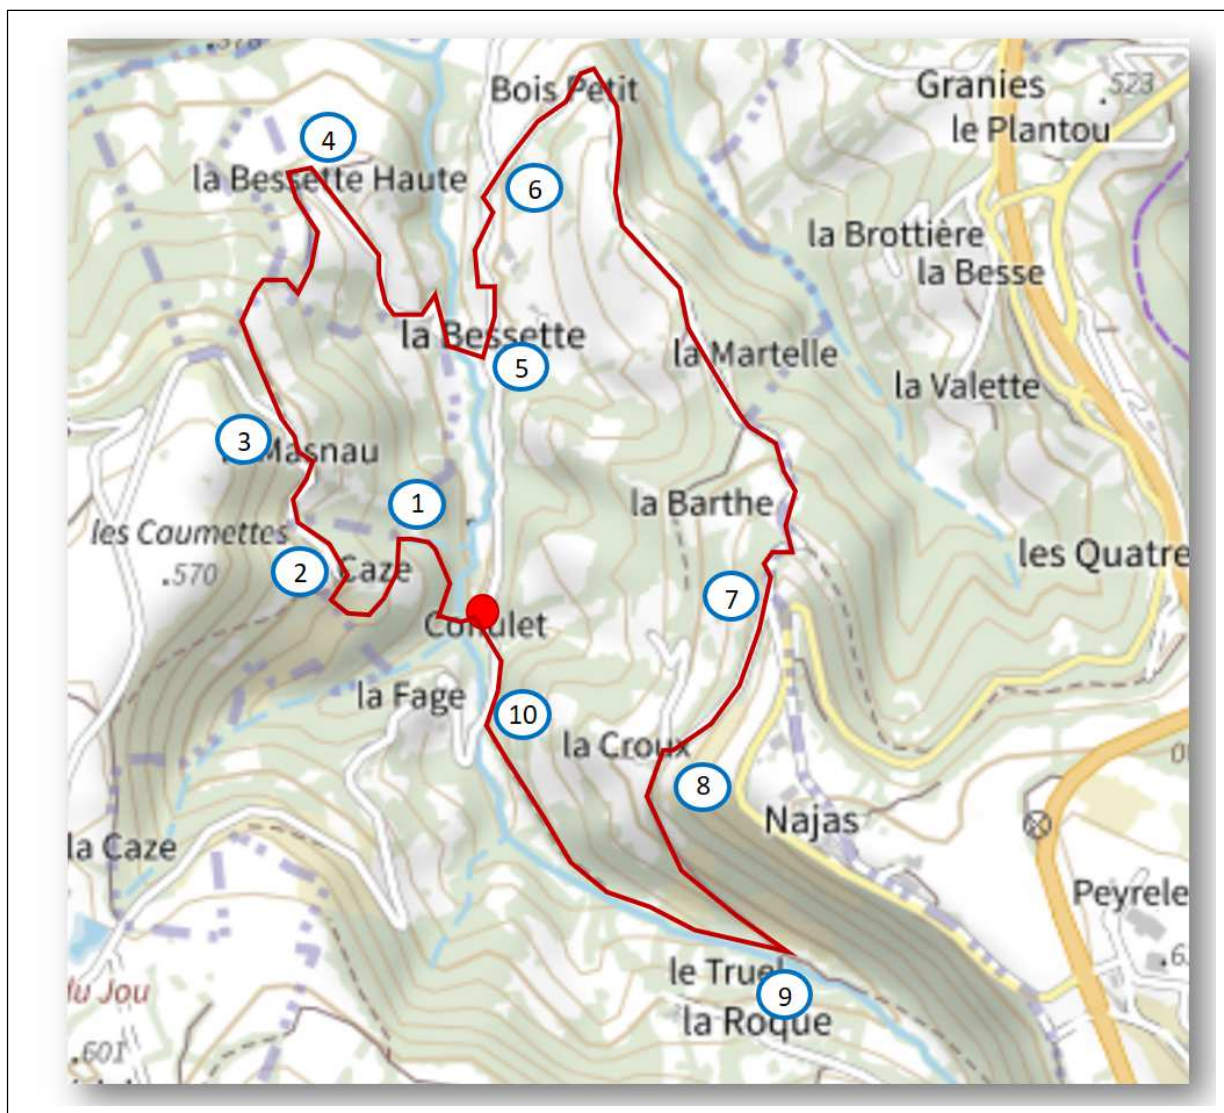 Bois Petit
Granies
.523
le Plantou
4
la Bessette Haute
6
la Brottière
la Besse
la Bessette
5
la Martelle
la Valette
3
Masnau
1
la Barthe
les Caumettes
.570
2
Caze
les Quatre
7
la Fage
10
la Croux
8
Najas
la Caze
Peyrele
le Truel
9
la Roque
du Jou
.601